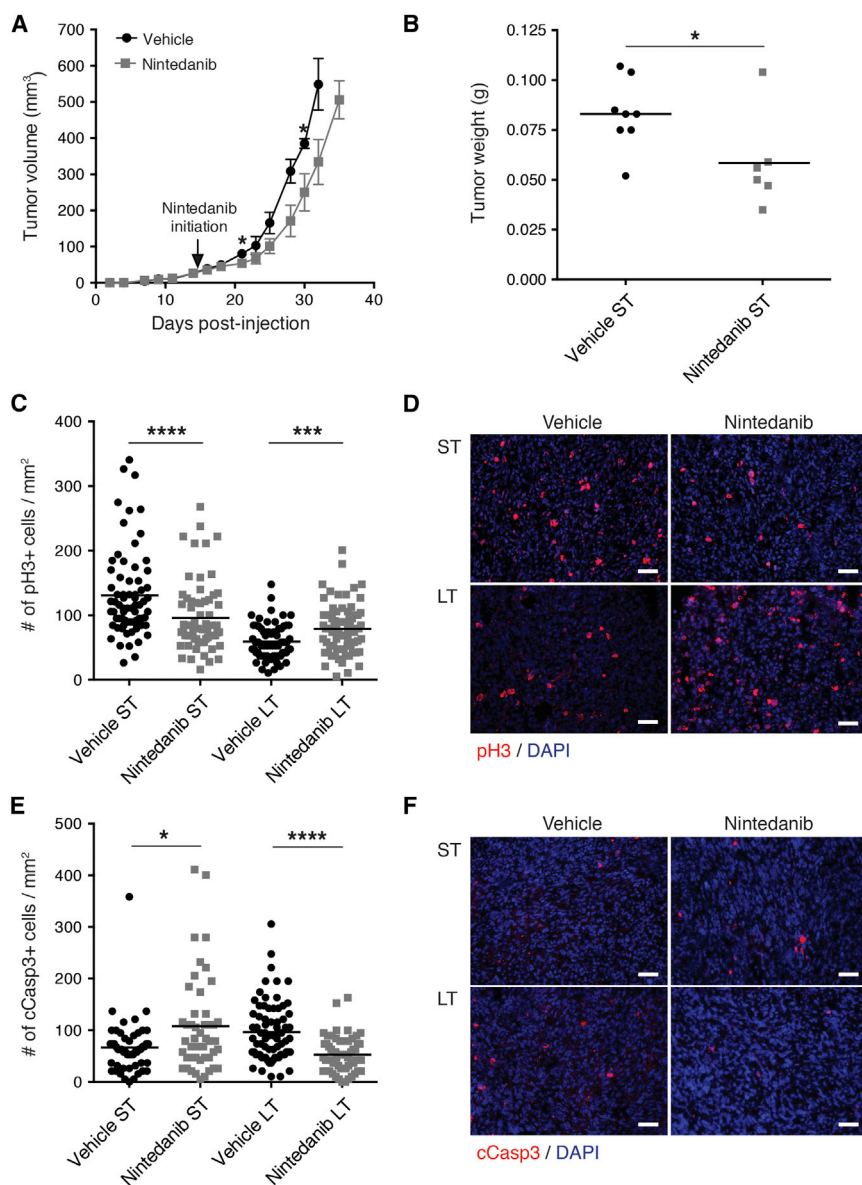 A
Tumor volume (mm3)
700
600
500
400
300
200
100
0
Vehicle
Nintedanib
Nintedanib
initiation
*
*
0
10
20
30
40
Days post-injection
B
Tumor weight (g)
0.125
0.100
0.075
0.050
0.025
0.000
*
Vehicle ST
Nintedanib ST
C
# of pH3+ cells / mm2
400
300
200
100
0
****
***
Vehicle ST
Nintedanib ST
Vehicle LT
Nintedanib LT
D
Vehicle
Nintedanib
ST
LT
pH3 / DAPI
E
# of cCasp3+ cells / mm2
500
400
300
200
100
0
*
****
Vehicle ST
Nintedanib ST
Vehicle LT
Nintedanib LT
F
Vehicle
Nintedanib
ST
LT
cCasp3 / DAPI